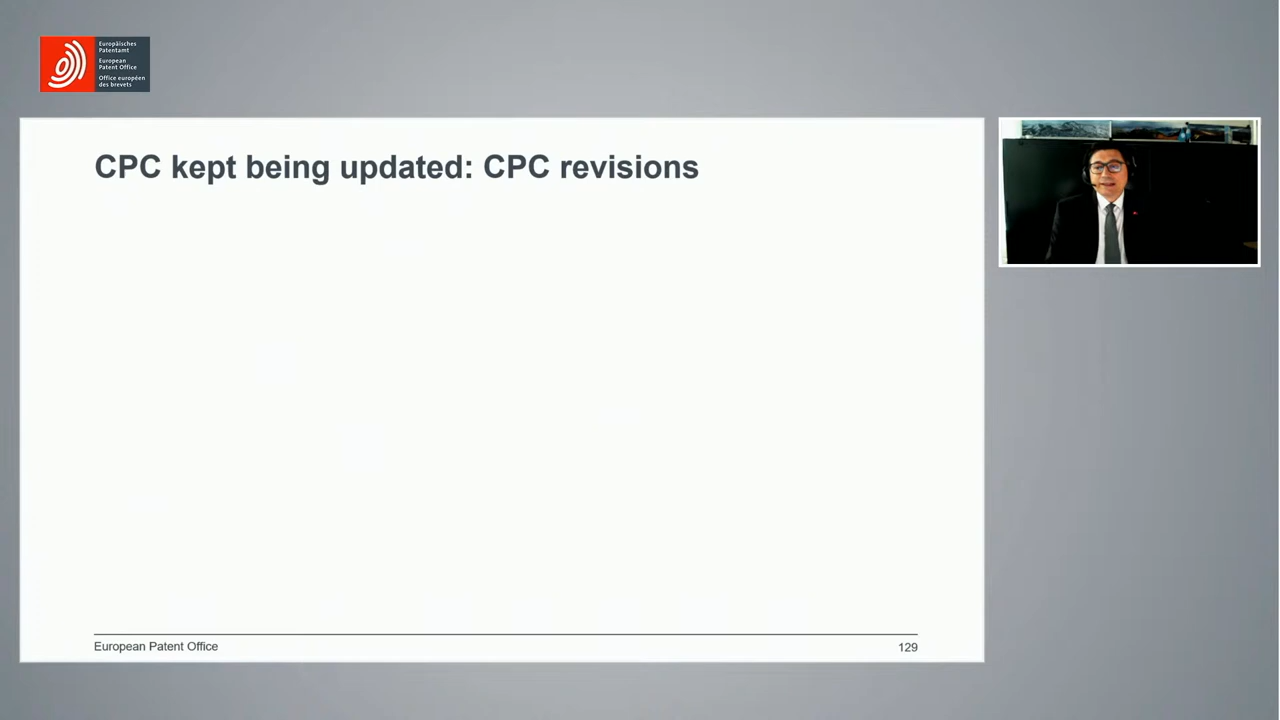 Europäisches
Patentamt
European
Patent Office
Office européen
des brevets
CPC kept being updated: CPC revisions
European Patent Office
129